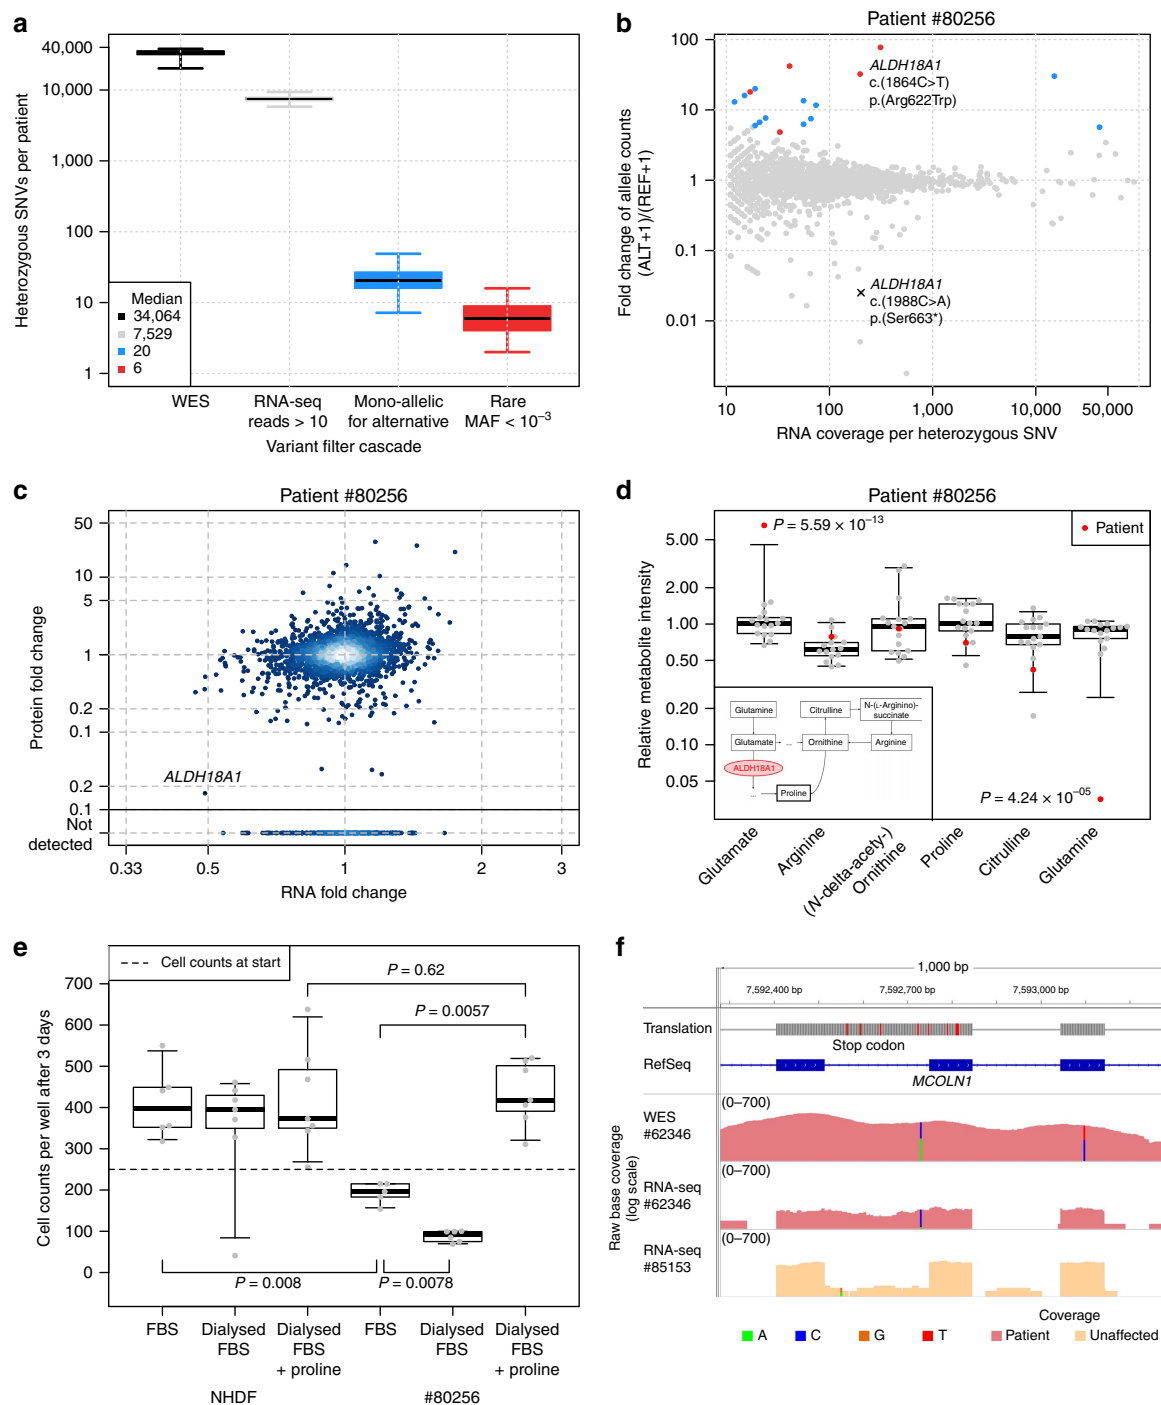 a
Heterozygous SNVs per patient
40,000
10,000
1,000
100
10
1
Median
34,064
7,529
20
6
WES
RNA-seq
reads > 10
Mono-allelic
for alternative
Rare
MAF < 10⁻³
Variant filter cascade
b
Patient #80256
Fold change of allele counts
(ALT+1)/(REF+1)
100
10
1
0.1
0.01
ALDH18A1
c.(1864C>T)
p.(Arg622Trp)
ALDH18A1
c.(1988C>A)
p.(Ser663*)
10
100
1,000
10,000
50,000
RNA coverage per heterozygous SNV
c
Patient #80256
Protein fold change
50
10
5
1
0.2
0.1
0.2
0.1
Not
detected
ALDH18A1
0.33
0.5
1
2
3
RNA fold change
d
Patient #80256
Relative metabolite intensity
5.00
2.00
1.00
0.50
0.20
0.10
0.05
P = 5.59 × 10⁻¹³
Patient
P = 4.24 × 10⁻⁰⁵
Glutamine
Citrulline
N-(L-Arginino)-
succinate
Glutamate
...
Ornithine
Arginine
ALDH18A1
...
Proline
Glutamate
Arginine
(N-delta-acety-)
Ornithine
Proline
Citrulline
Glutamine
e
Cell counts per well after 3 days
Cell counts at start
700
600
500
400
300
200
100
0
P = 0.62
P = 0.0057
P = 0.008
P = 0.0078
FBS
Dialysed
FBS
Dialysed
FBS
+ proline
FBS
Dialysed
FBS
Dialysed
FBS
+ proline
NHDF
#80256
f
1,000 bp
7,592,400 bp
7,592,700 bp
7,593,000 bp
Translation
Stop codon
RefSeq
MCOLN1
Raw base coverage
(log scale)
WES
#62346
(0–700)
RNA-seq
#62346
(0–700)
RNA-seq
#85153
(0–700)
Coverage
A
C
G
T
Patient
Unaffected